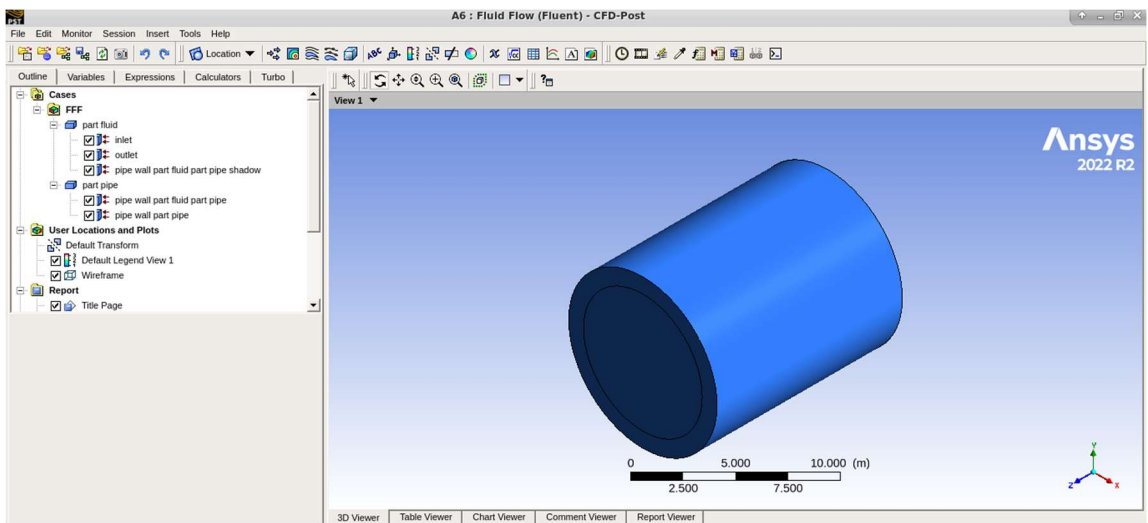 PST
A6 : Fluid Flow (Fluent) - CFD-Post
File Edit Monitor Session Insert Tools Help
Location
Outline Variables Expressions Calculators Turbo
Cases
FFF
part fluid
inlet
outlet
pipe wall part fluid part pipe shadow
part pipe
pipe wall part fluid part pipe
pipe wall part pipe
User Locations and Plots
Default Transform
Default Legend View 1
Wireframe
Report
Title Page
View 1
Ansys
2022 R2
0 5.000 10.000 (m)
2.500 7.500
Y
Z X
3D Viewer Table Viewer Chart Viewer Comment Viewer Report Viewer